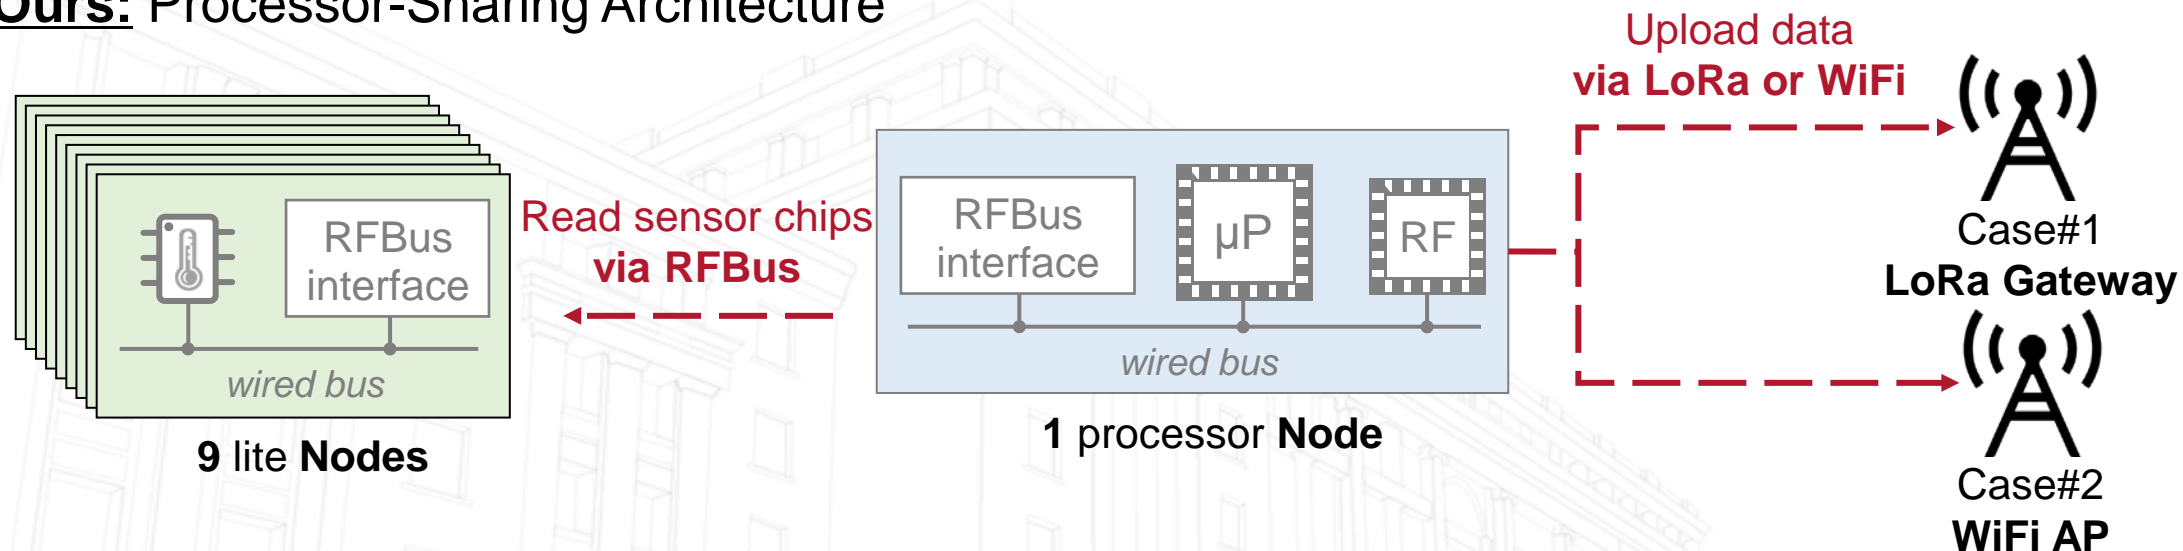 Ours: Processor-Sharing Architecture
Upload data
via LoRa or WiFi
Read sensor chips
via RFBus
RFBus
interface
wired bus
9 lite Nodes
RFBus
interface
μP
RF
wired bus
1 processor Node
Case#1
LoRa Gateway
Case#2
WiFi AP